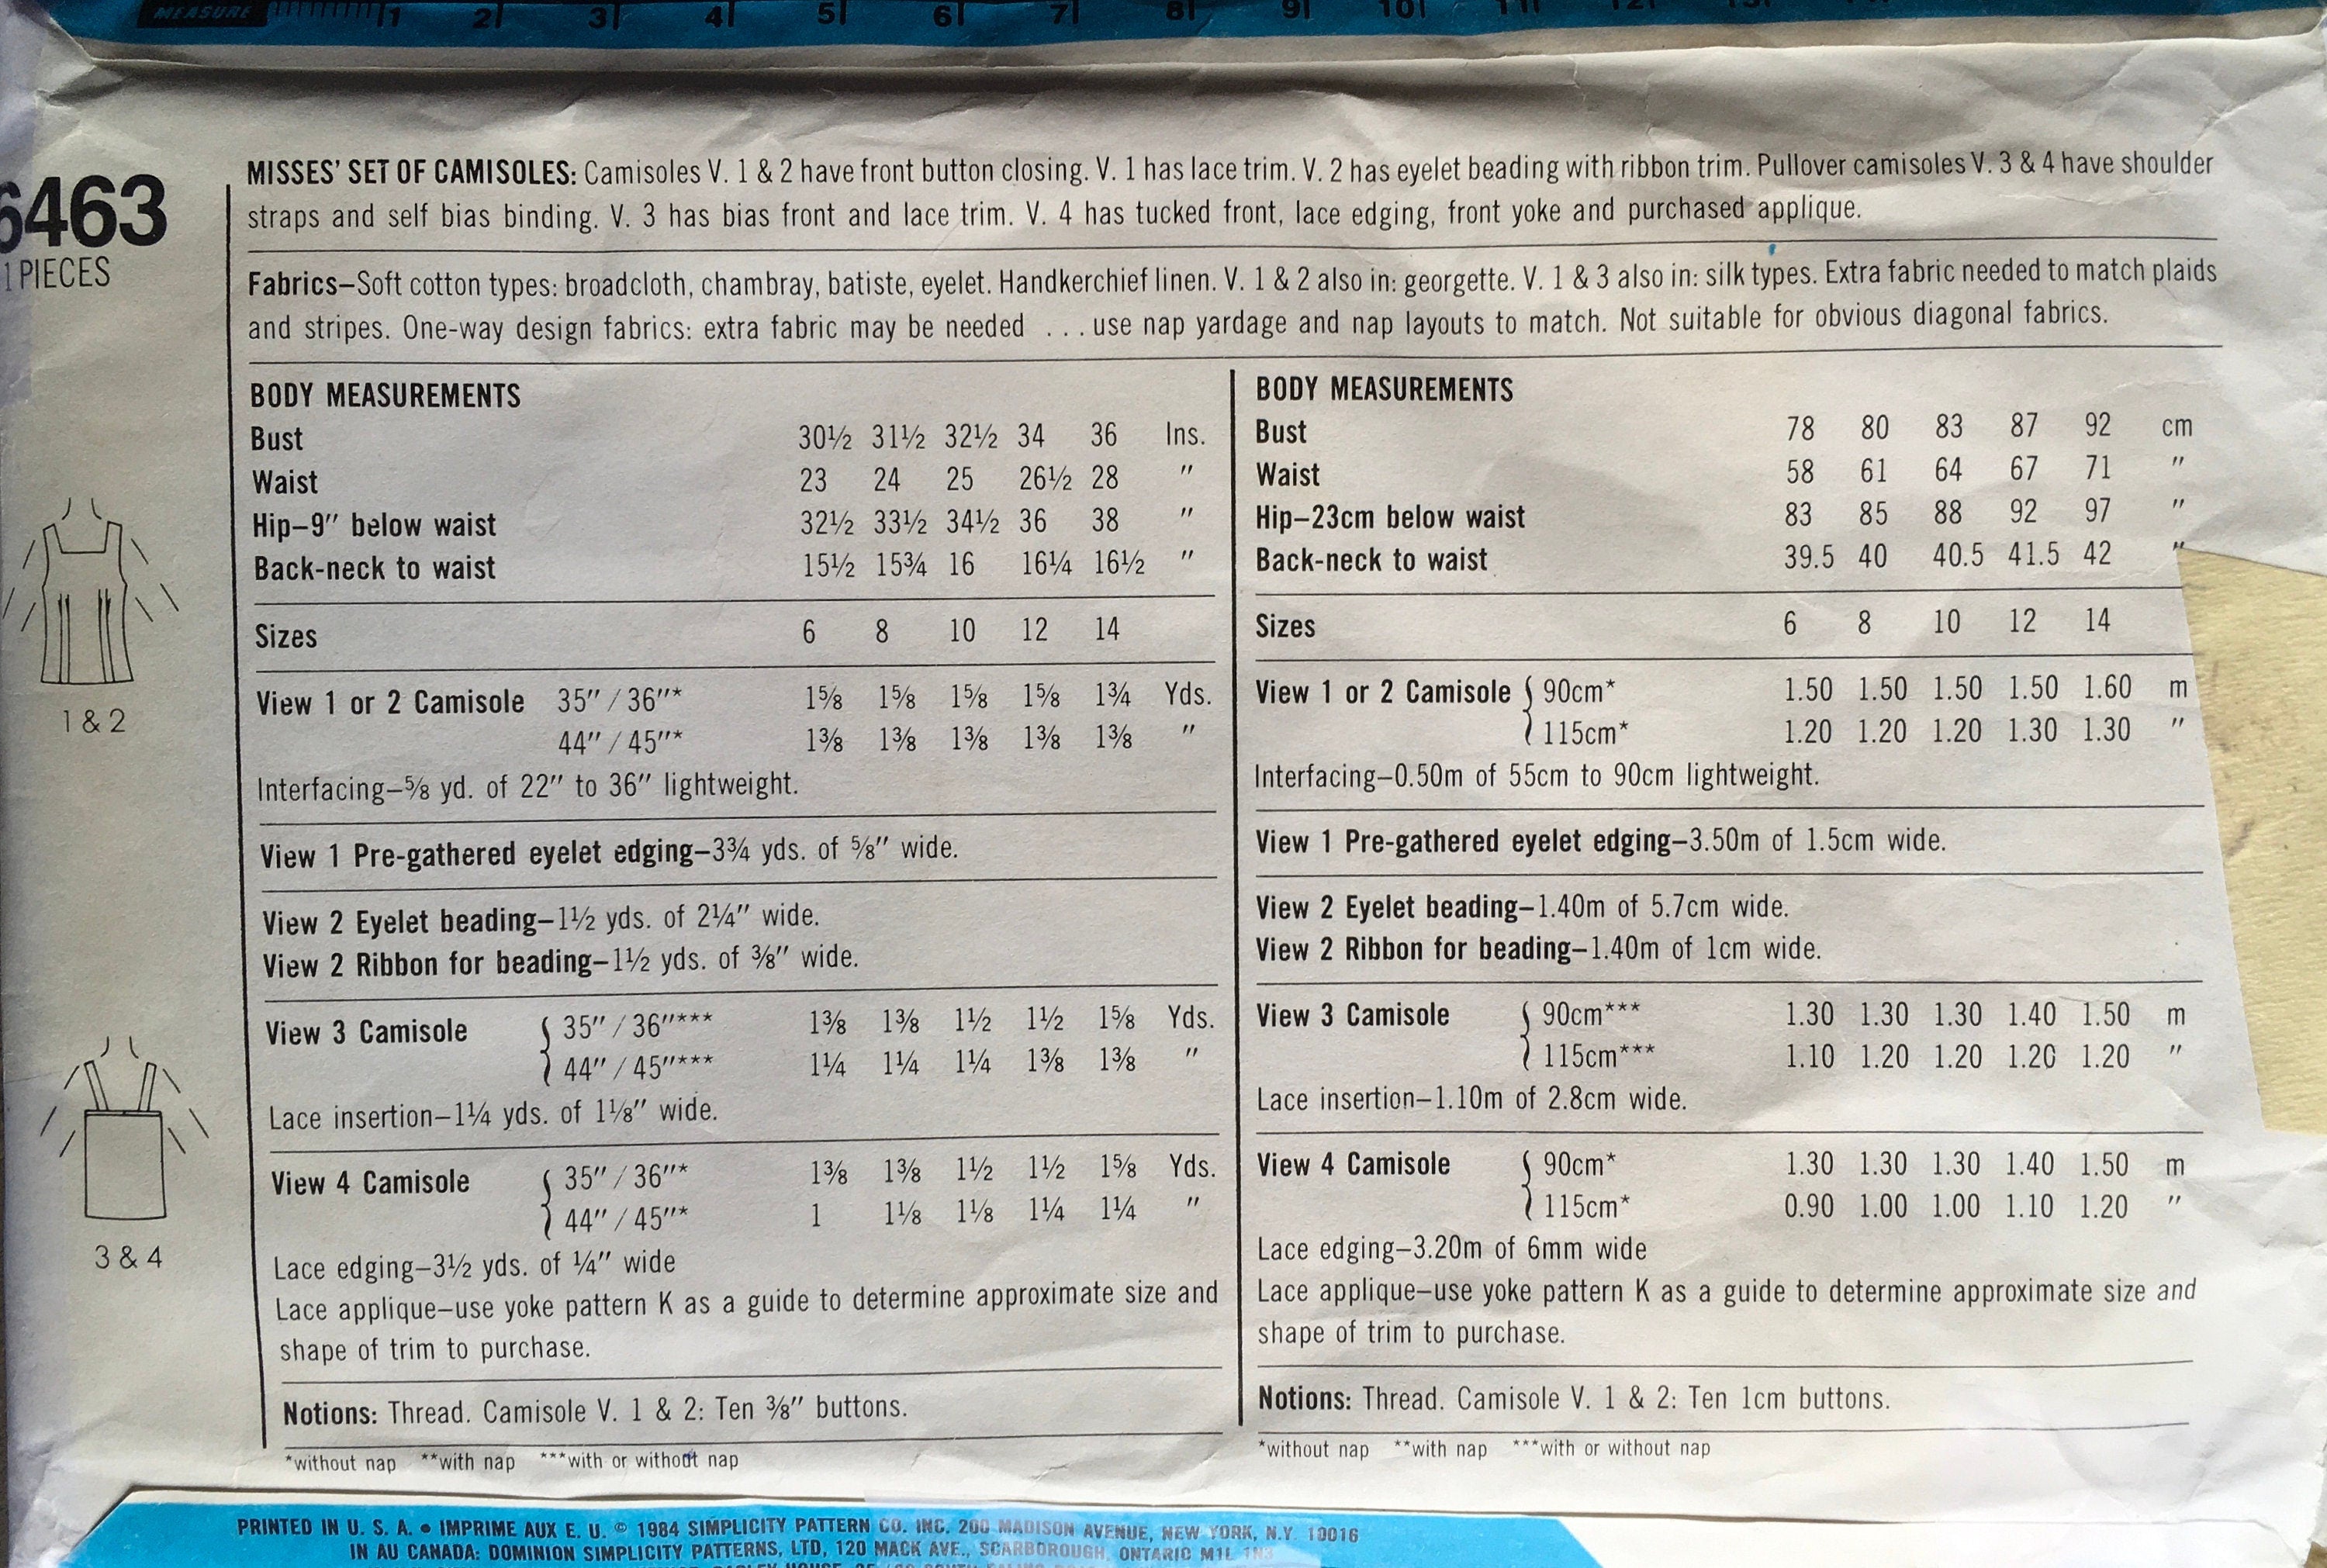 MEASURE 1 2 3 4 5 6 7 8 9 10 11 12 13
6463
1 PIECES
MISSES' SET OF CAMISOLES: Camisoles V. 1 & 2 have front button closing. V. 1 has lace trim. V. 2 has eyelet beading with ribbon trim. Pullover camisoles V. 3 & 4 have shoulder
straps and self bias binding. V. 3 has bias front and lace trim. V. 4 has tucked front, lace edging, front yoke and purchased applique.
Fabrics–Soft cotton types: broadcloth, chambray, batiste, eyelet. Handkerchief linen. V. 1 & 2 also in: georgette. V. 1 & 3 also in: silk types. Extra fabric needed to match plaids
and stripes. One-way design fabrics: extra fabric may be needed ... use nap yardage and nap layouts to match. Not suitable for obvious diagonal fabrics.
BODY MEASUREMENTS
Bust 30½ 31½ 32½ 34 36 Ins.
Waist 23 24 25 26½ 28 "
Hip–9" below waist 32½ 33½ 34½ 36 38 "
Back-neck to waist 15½ 15¾ 16 16¼ 16½ "
Sizes 6 8 10 12 14
View 1 or 2 Camisole 35" / 36"* 1⅝ 1⅝ 1⅝ 1⅝ 1¾ Yds.
44" / 45"* 1⅜ 1⅜ 1⅜ 1⅜ 1⅜ "
Interfacing–⅝ yd. of 22" to 36" lightweight.
View 1 Pre-gathered eyelet edging–3¾ yds. of ⅝" wide.
View 2 Eyelet beading–1½ yds. of 2¼" wide.
View 2 Ribbon for beading–1½ yds. of ⅜" wide.
View 3 Camisole { 35" / 36"*** 1⅜ 1⅜ 1½ 1½ 1⅝ Yds.
44" / 45"*** 1¼ 1¼ 1¼ 1⅜ 1⅜ "
Lace insertion–1¼ yds. of 1⅛" wide.
View 4 Camisole { 35" / 36"* 1⅜ 1⅜ 1½ 1½ 1⅝ Yds.
44" / 45"* 1 1⅛ 1⅛ 1¼ 1¼ "
Lace edging–3½ yds. of ¼" wide
Lace applique–use yoke pattern K as a guide to determine approximate size and
shape of trim to purchase.
Notions: Thread. Camisole V. 1 & 2: Ten ⅜" buttons.
*without nap **with nap ***with or without nap
BODY MEASUREMENTS
Bust 78 80 83 87 92 cm
Waist 58 61 64 67 71 "
Hip–23cm below waist 83 85 88 92 97 "
Back-neck to waist 39.5 40 40.5 41.5 42 "
Sizes 6 8 10 12 14
View 1 or 2 Camisole { 90cm* 1.50 1.50 1.50 1.50 1.60 m
115cm* 1.20 1.20 1.20 1.30 1.30 "
Interfacing–0.50m of 55cm to 90cm lightweight.
View 1 Pre-gathered eyelet edging–3.50m of 1.5cm wide.
View 2 Eyelet beading–1.40m of 5.7cm wide.
View 2 Ribbon for beading–1.40m of 1cm wide.
View 3 Camisole { 90cm*** 1.30 1.30 1.30 1.40 1.50 m
115cm*** 1.10 1.20 1.20 1.20 1.20 "
Lace insertion–1.10m of 2.8cm wide.
View 4 Camisole { 90cm* 1.30 1.30 1.30 1.40 1.50 m
115cm* 0.90 1.00 1.00 1.10 1.20 "
Lace edging–3.20m of 6mm wide
Lace applique–use yoke pattern K as a guide to determine approximate size and
shape of trim to purchase.
Notions: Thread. Camisole V. 1 & 2: Ten 1cm buttons.
*without nap **with nap ***with or without nap
1 & 2
3 & 4
PRINTED IN U. S. A. • IMPRIME AUX E. U. © 1984 SIMPLICITY PATTERN CO. INC. 200 MADISON AVENUE, NEW YORK, N.Y. 10016
IN AU CANADA: DOMINION SIMPLICITY PATTERNS, LTD, 120 MACK AVE., SCARBOROUGH, ONTARIO M1L